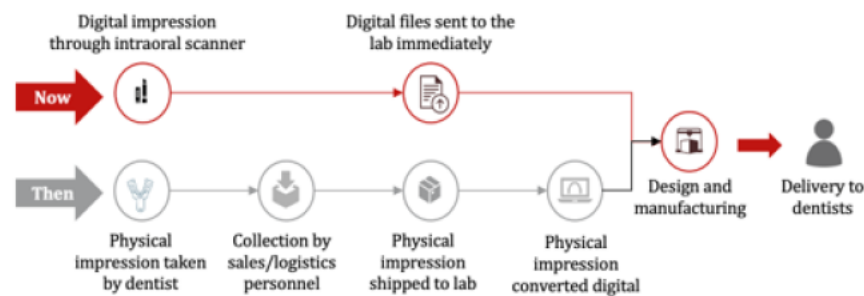 Digital impression
through intraoral scanner
Digital files sent to the
lab immediately
Now
Then
Design and
manufacturing
Delivery to
dentists
Physical
impression taken
by dentist
Collection by
sales/logistics
personnel
Physical
impression
shipped to lab
Physical
impression
converted digital